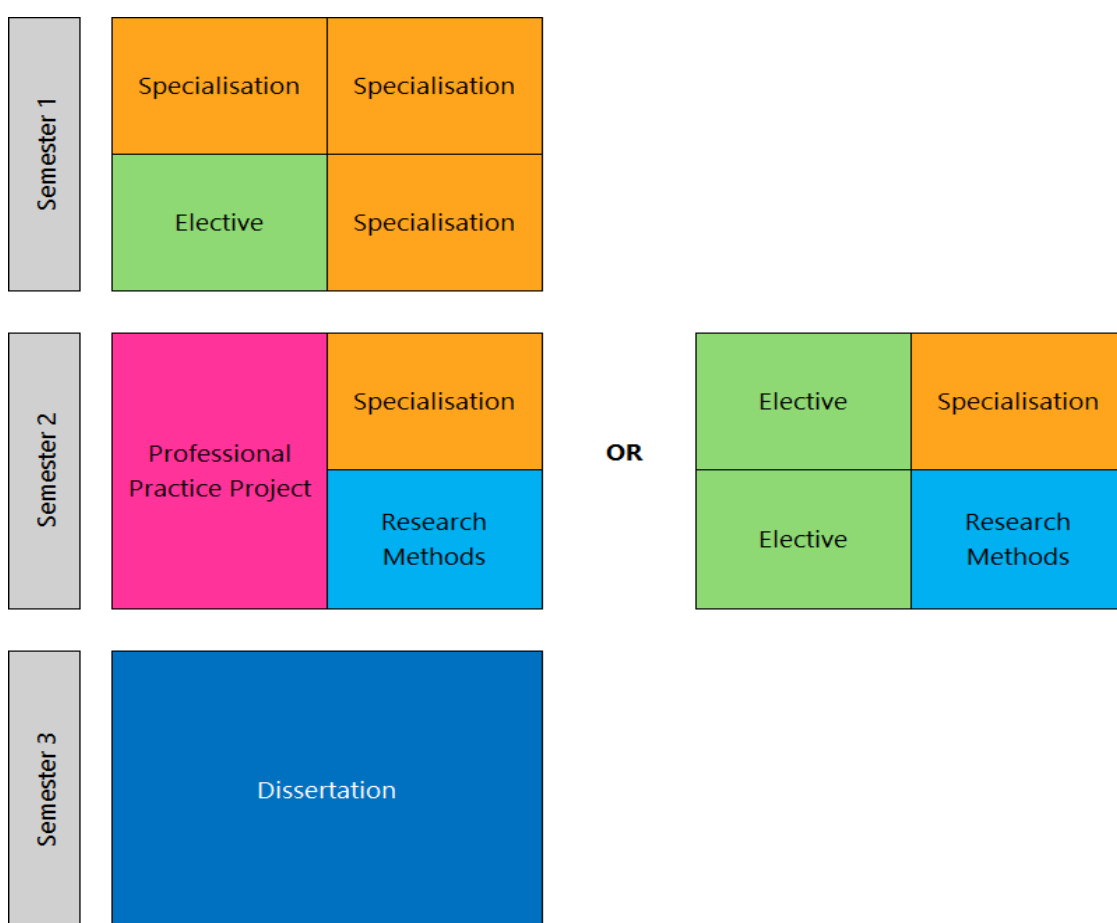 Semester 1
Specialisation
Specialisation
Elective
Specialisation
Semester 2
Professional
Practice Project
Specialisation
Research
Methods
OR
Elective
Specialisation
Elective
Research
Methods
Semester 3
Dissertation